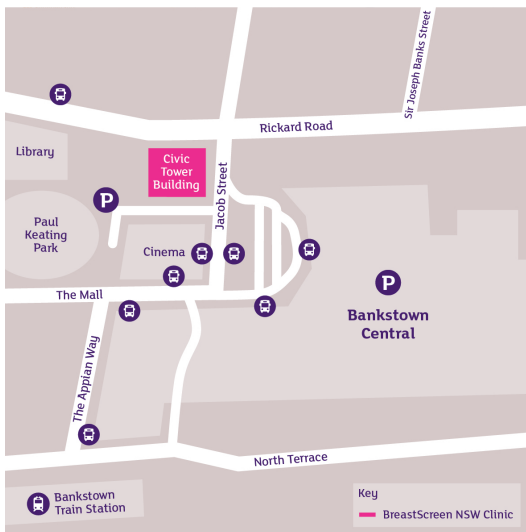 Sir Joseph Banks Street
Rickard Road
Library
Civic
Tower
Building
Jacob Street
P
Paul
Keating
Park
Cinema
P
The Mall
Bankstown
Central
The Appian Way
North Terrace
Bankstown
Train Station
Key
BreastScreen NSW Clinic